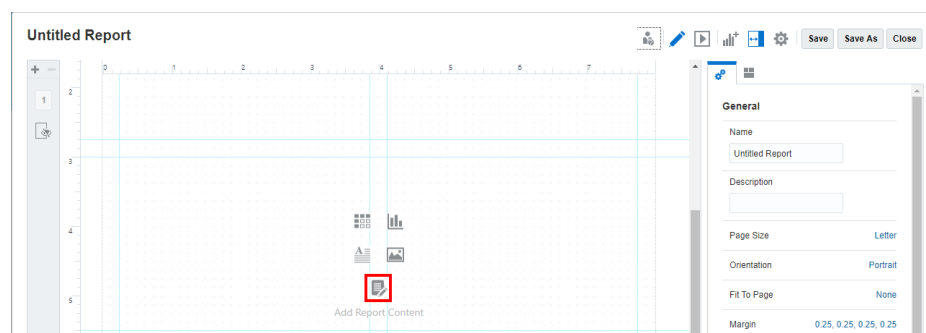 Untitled Report
Save
Save As
Close
+ −
0 1 2 3 4 5 6 7
1
2
3
4
5
A
Add Report Content
General
Name
Untitled Report
Description
Page Size Letter
Orientation Portrait
Fit To Page None
Margin 0.25, 0.25, 0.25, 0.25